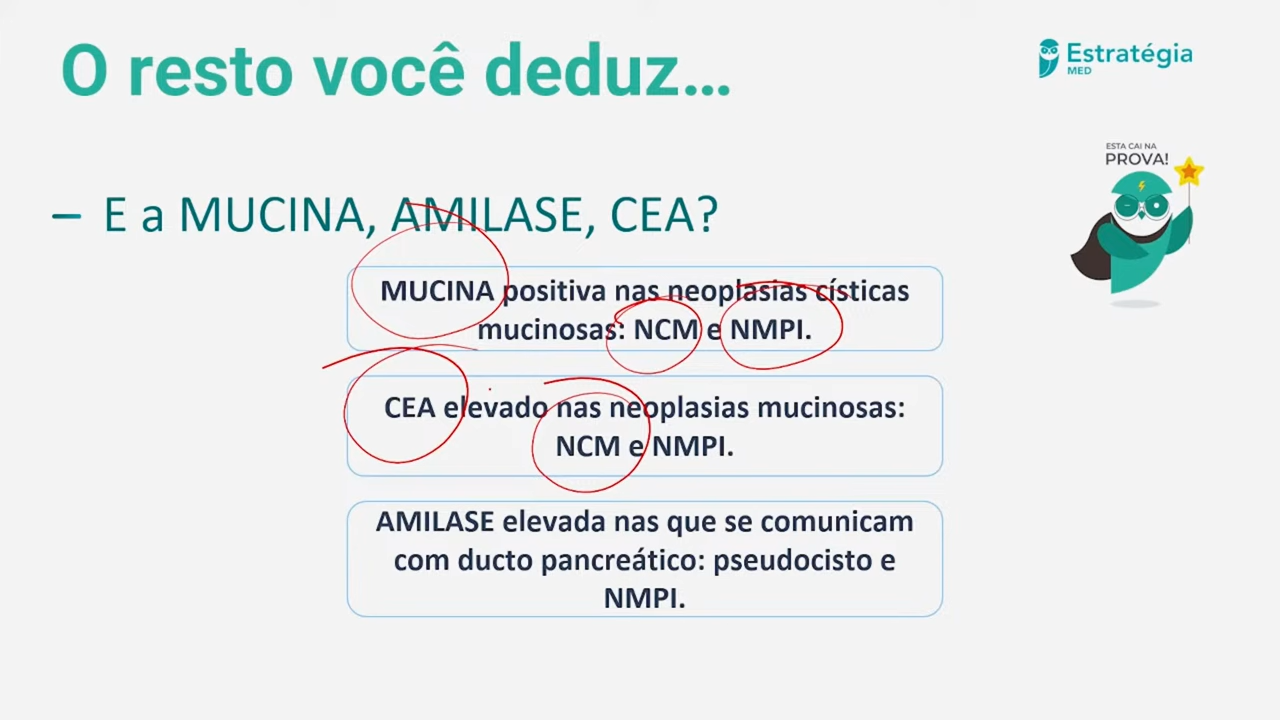 O resto você deduz...
Estratégia
MED
ESTA CAI NA
PROVA!
– E a MUCINA, AMILASE, CEA?
MUCINA positiva nas neoplasias císticas
mucinosas: NCM e NMPI.
CEA elevado nas neoplasias mucinosas:
NCM e NMPI.
AMILASE elevada nas que se comunicam
com ducto pancreático: pseudocisto e
NMPI.